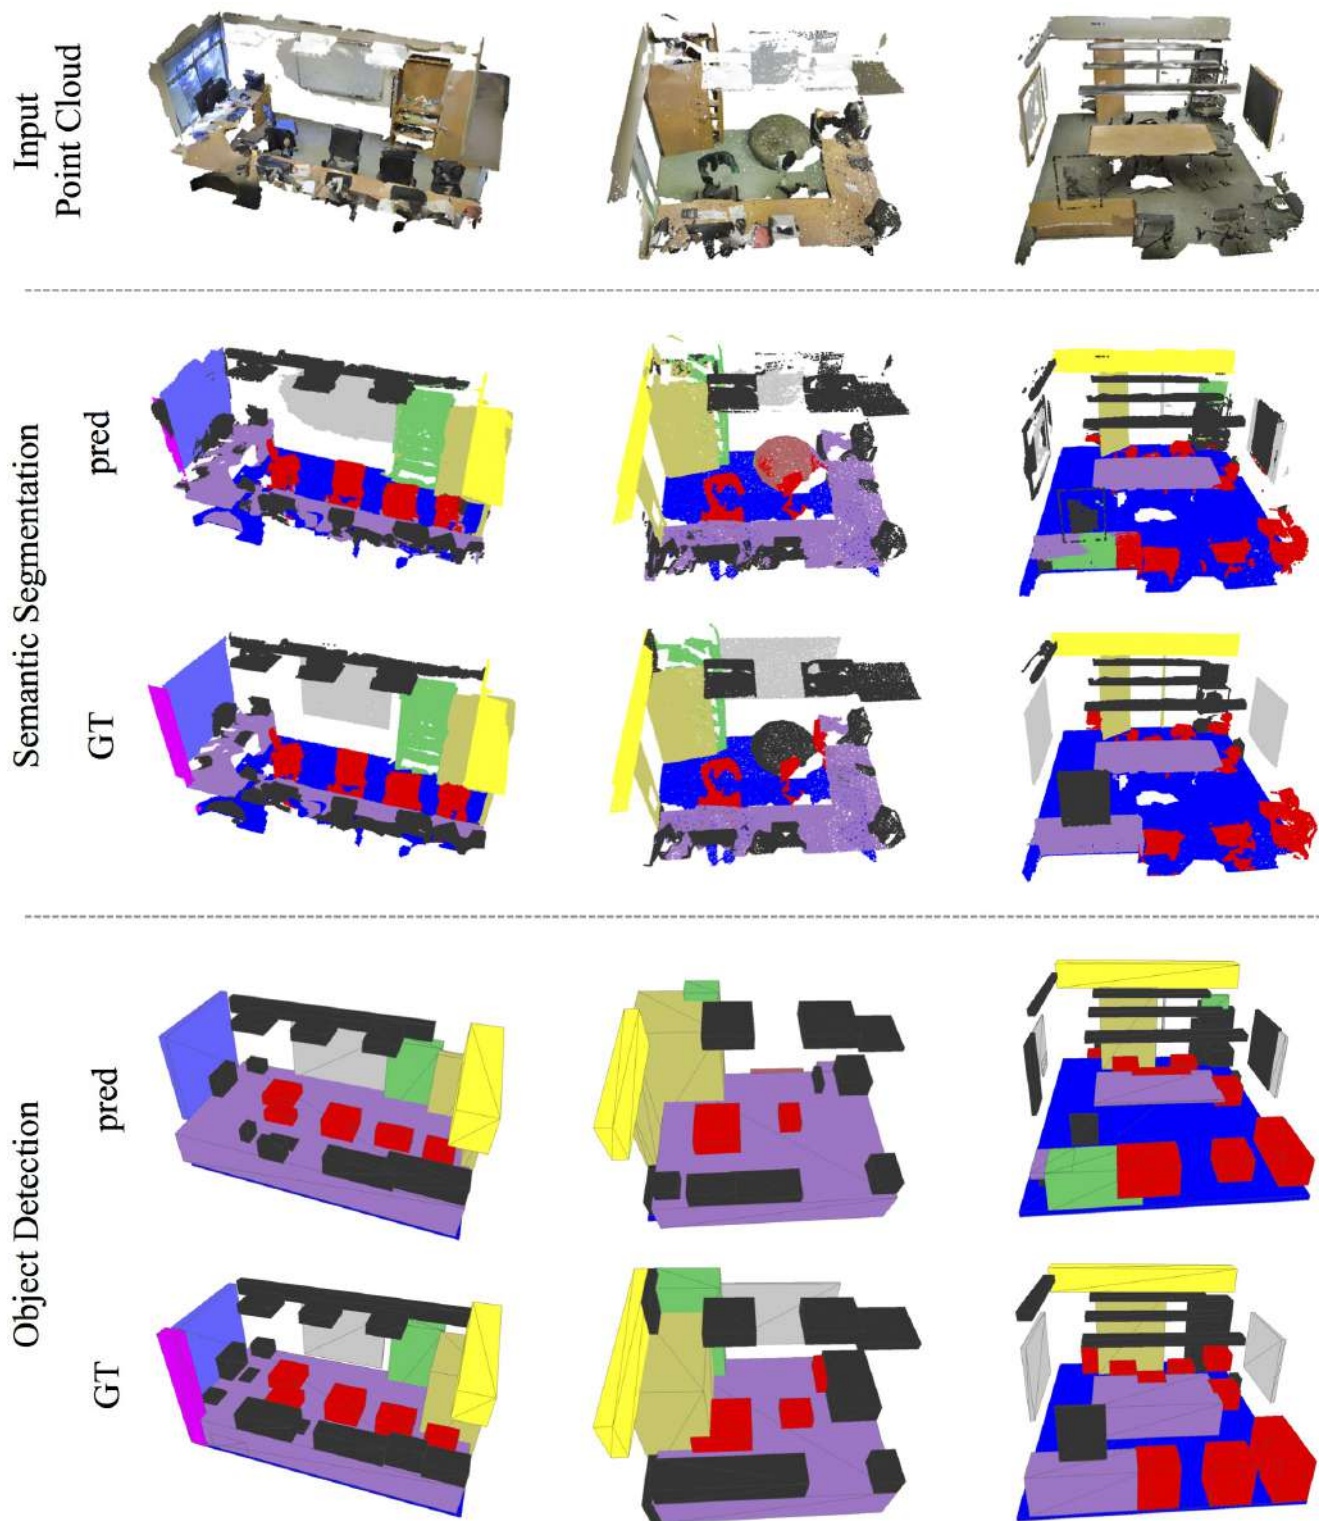 Input
Point Cloud
Semantic Segmentation
pred
GT
Object Detection
pred
GT